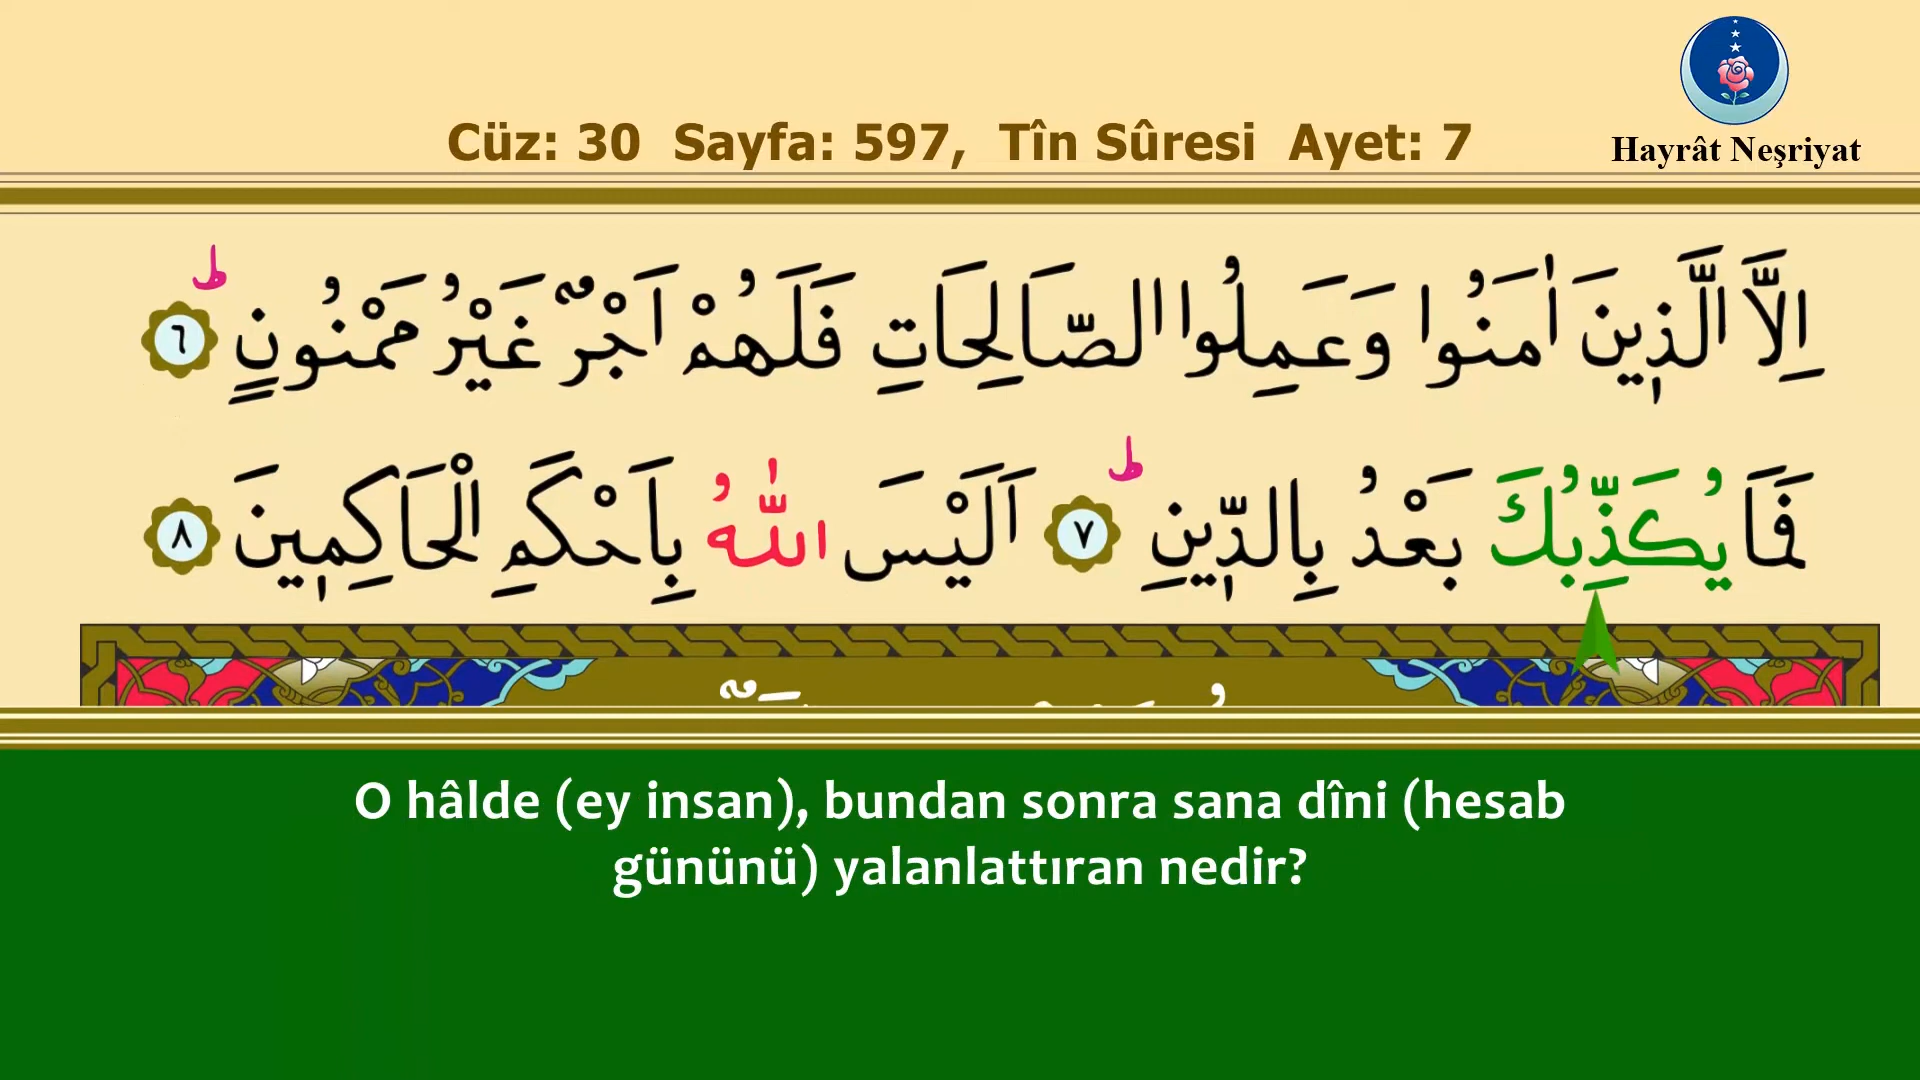 Hayrât Neşriyat
Cüz: 30 Sayfa: 597, Tîn Sûresi Ayet: 7
اِلَّا الَّذ۪ينَ اٰمَنُوا وَعَمِلُوا الصَّالِحَاتِ فَلَهُمْ اَجْرٌ غَيْرُ مَمْنُونٍ ط ٦
فَمَا يُكَذِّبُكَ بَعْدُ بِالدّ۪ينِ ط ٧ اَلَيْسَ اللّٰهُ بِاَحْكَمِ الْحَاكِم۪ينَ ٨
O hâlde (ey insan), bundan sonra sana dîni (hesab
gününü) yalanlattıran nedir?